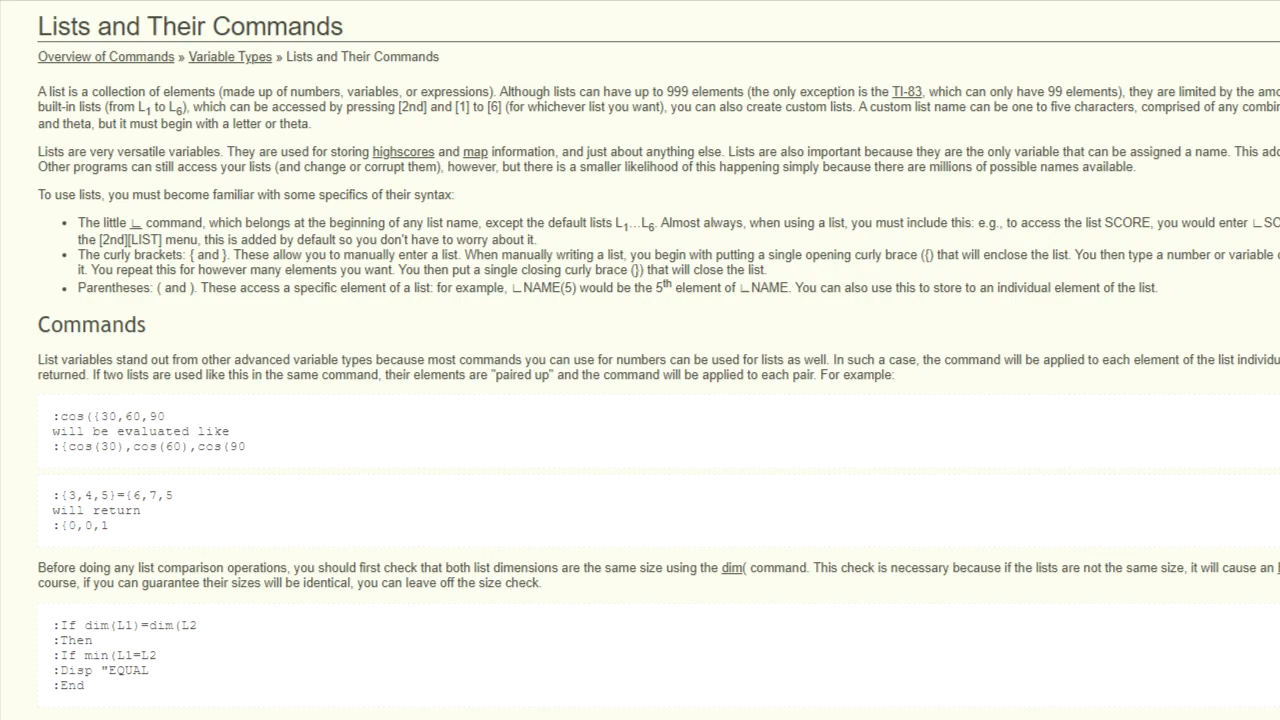 Lists and Their Commands
Overview of Commands » Variable Types » Lists and Their Commands
A list is a collection of elements (made up of numbers, variables, or expressions). Although lists can have up to 999 elements (the only exception is the TI-83, which can only have 99 elements), they are limited by the
built-in lists (from L1 to L6), which can be accessed by pressing [2nd] and [1] to [6] (for whichever list you want), you can also create custom lists. A custom list name can be one to five characters, comprised of any
and theta, but it must begin with a letter or theta.
Lists are very versatile variables. They are used for storing highscores and map information, and just about anything else. Lists are also important because they are the only variable that can be assigned a name. This
Other programs can still access your lists (and change or corrupt them), however, but there is a smaller likelihood of this happening simply because there are millions of possible names available.
To use lists, you must become familiar with some specifics of their syntax:
• The little ∟ command, which belongs at the beginning of any list name, except the default lists L1…L6. Almost always, when using a list, you must include this: e.g., to access the list SCORE, you would enter
the [2nd][LIST] menu, this is added by default so you don't have to worry about it.
• The curly brackets: { and }. These allow you to manually enter a list. When manually writing a list, you begin with putting a single opening curly brace ({) that will enclose the list. You then type a number or variable
it. You repeat this for however many elements you want. You then put a single closing curly brace (}) that will close the list.
• Parentheses: ( and ). These access a specific element of a list: for example, ∟NAME(5) would be the 5th element of ∟NAME. You can also use this to store to an individual element of the list.
Commands
List variables stand out from other advanced variable types because most commands you can use for numbers can be used for lists as well. In such a case, the command will be applied to each element of the list
returned. If two lists are used like this in the same command, their elements are "paired up" and the command will be applied to each pair. For example:
:cos({30,60,90
will be evaluated like
:{cos(30),cos(60),cos(90
:{3,4,5}={6,7,5
will return
:{0,0,1
Before doing any list comparison operations, you should first check that both list dimensions are the same size using the dim( command. This check is necessary because if the lists are not the same size, it will cause an
course, if you can guarantee their sizes will be identical, you can leave off the size check.
:If dim(L1)=dim(L2
:Then
:If min(L1=L2
:Disp "EQUAL
:End